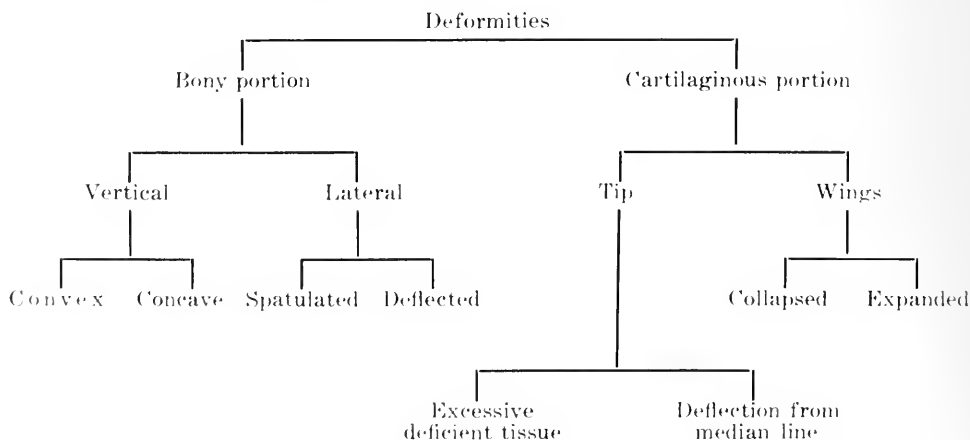 Deformities
Bony portion Cartilaginous portion
Vertical Lateral Tip Wings
Convex Concave Spatulated Deflected Collapsed Expanded
Excessive Deflection from
deficient tissue median line